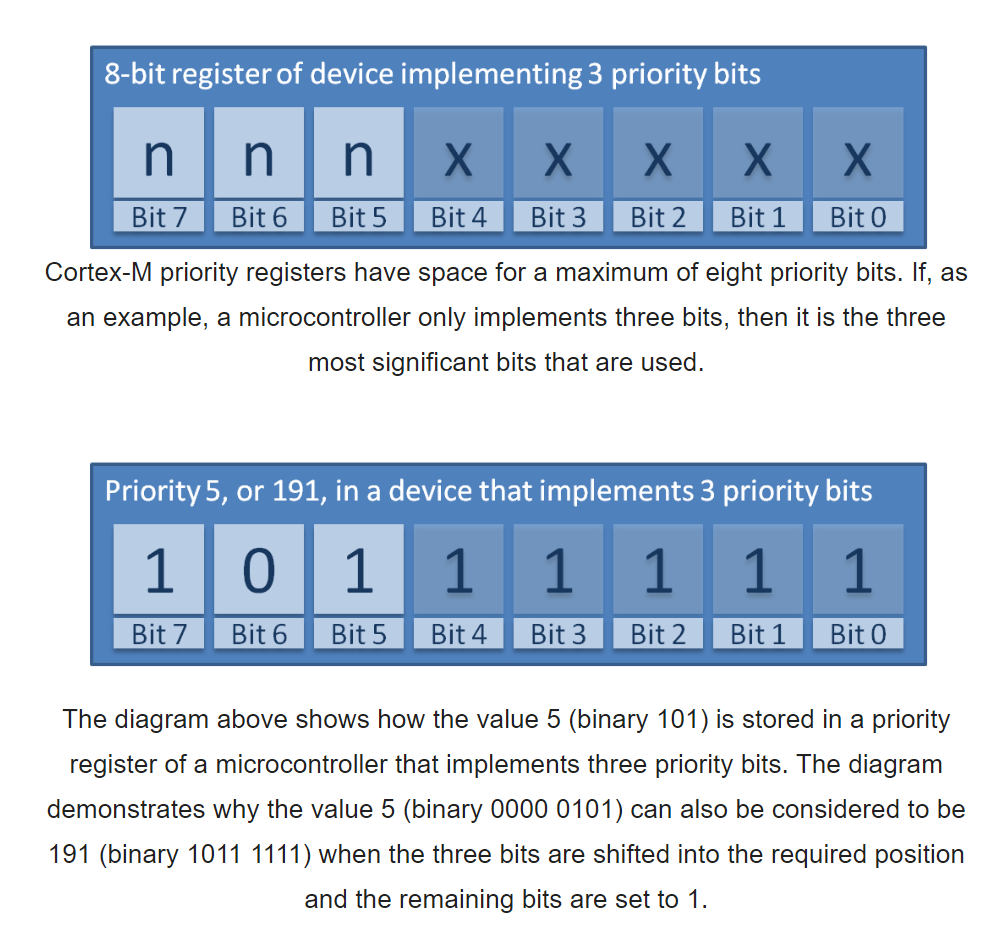 8-bit register of device implementing 3 priority bits
n n n x x x x x
Bit 7 Bit 6 Bit 5 Bit 4 Bit 3 Bit 2 Bit 1 Bit 0
Cortex-M priority registers have space for a maximum of eight priority bits. If, as
an example, a microcontroller only implements three bits, then it is the three
most significant bits that are used.
Priority 5, or 191, in a device that implements 3 priority bits
1 0 1 1 1 1 1 1
Bit 7 Bit 6 Bit 5 Bit 4 Bit 3 Bit 2 Bit 1 Bit 0
The diagram above shows how the value 5 (binary 101) is stored in a priority
register of a microcontroller that implements three priority bits. The diagram
demonstrates why the value 5 (binary 0000 0101) can also be considered to be
191 (binary 1011 1111) when the three bits are shifted into the required position
and the remaining bits are set to 1.